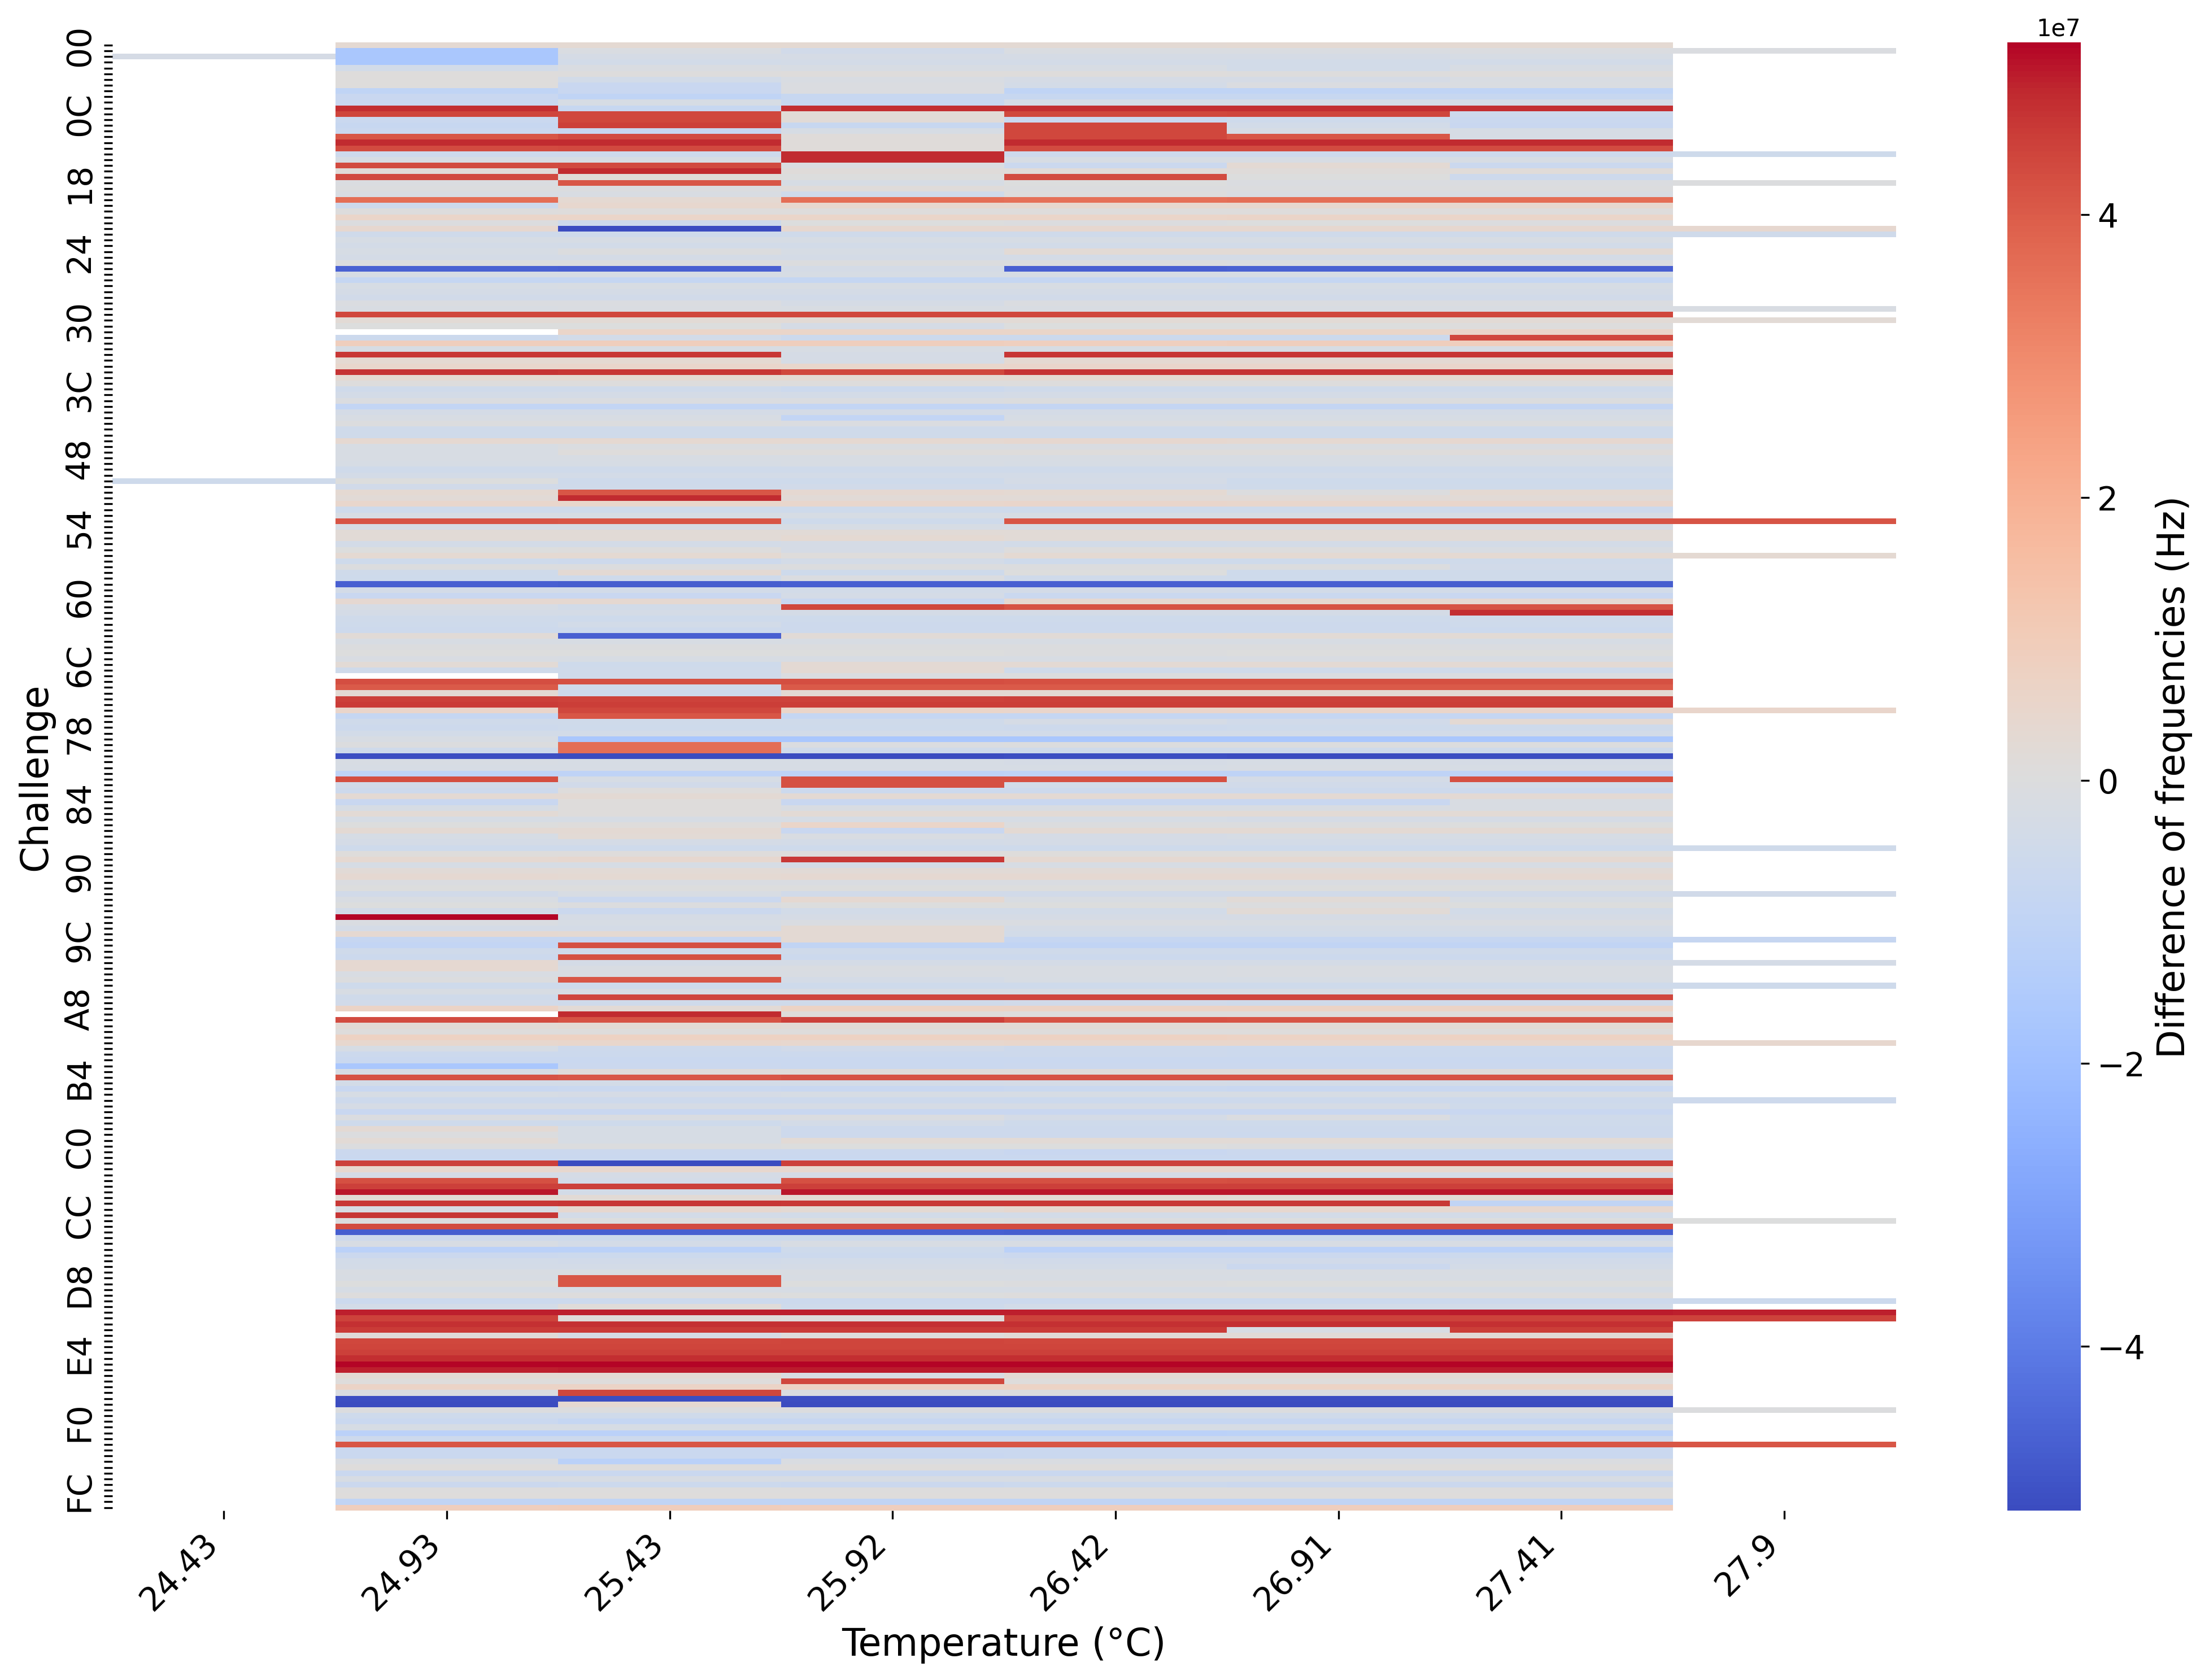 1e7
Challenge
00
0C
18
24
30
3C
48
54
60
6C
78
84
90
9C
A8
B4
C0
CC
D8
E4
F0
FC
24.43
24.93
25.43
25.92
26.42
26.91
27.41
27.9
Temperature (°C)
4
2
0
−2
−4
Difference of frequencies (Hz)